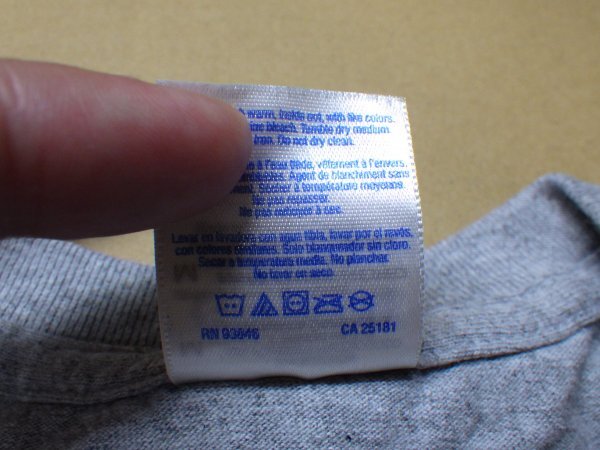 warm, inside out, with like colors.
bleach. Tumble dry medium.
iron. Do not dry clean.
à l'eau tiède, vêtement à l'envers,
semblables. Agent de blanchiment sans
Sécher à température moyenne.
Ne pas repasser.
Ne pas nettoyer à sec.
Lavar en lavadora con agua tibia, lavar por el revés,
con colores similares. Solo blanqueador sin cloro.
Secar a temperatura media. No planchar.
No lavar en seco.
RN 93846 CA 25181